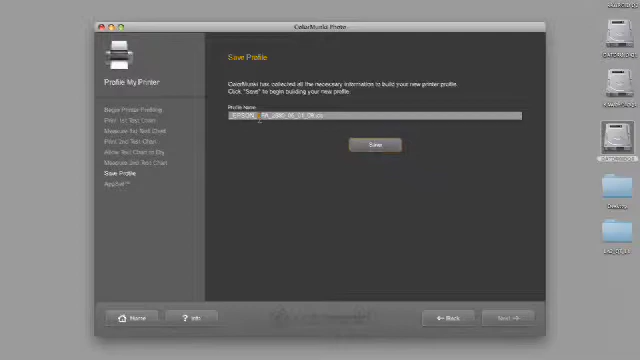 ColorMunki Photo
Profile My Printer
Begin Printer Profiling
Print 1st Test Chart
Measure 1st Test Chart
Print 2nd Test Chart
Allow Test Chart to Dry
Measure 2nd Test Chart
Save Profile
AppSet™
Save Profile
ColorMunki has collected all the necessary information to build your new printer profile.
Click "Save" to begin building your new profile.
Profile Name
Save
Home
Info
Back
Next